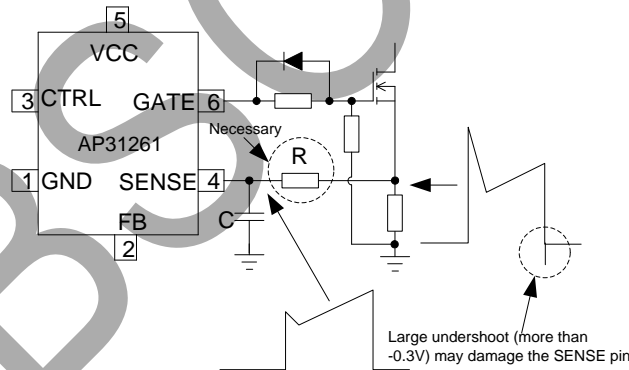 5
VCC
3 CTRL GATE 6
Necessary
AP31261
R
1 GND SENSE 4
C
FB
2
Large undershoot (more than
-0.3V) may damage the SENSE pin